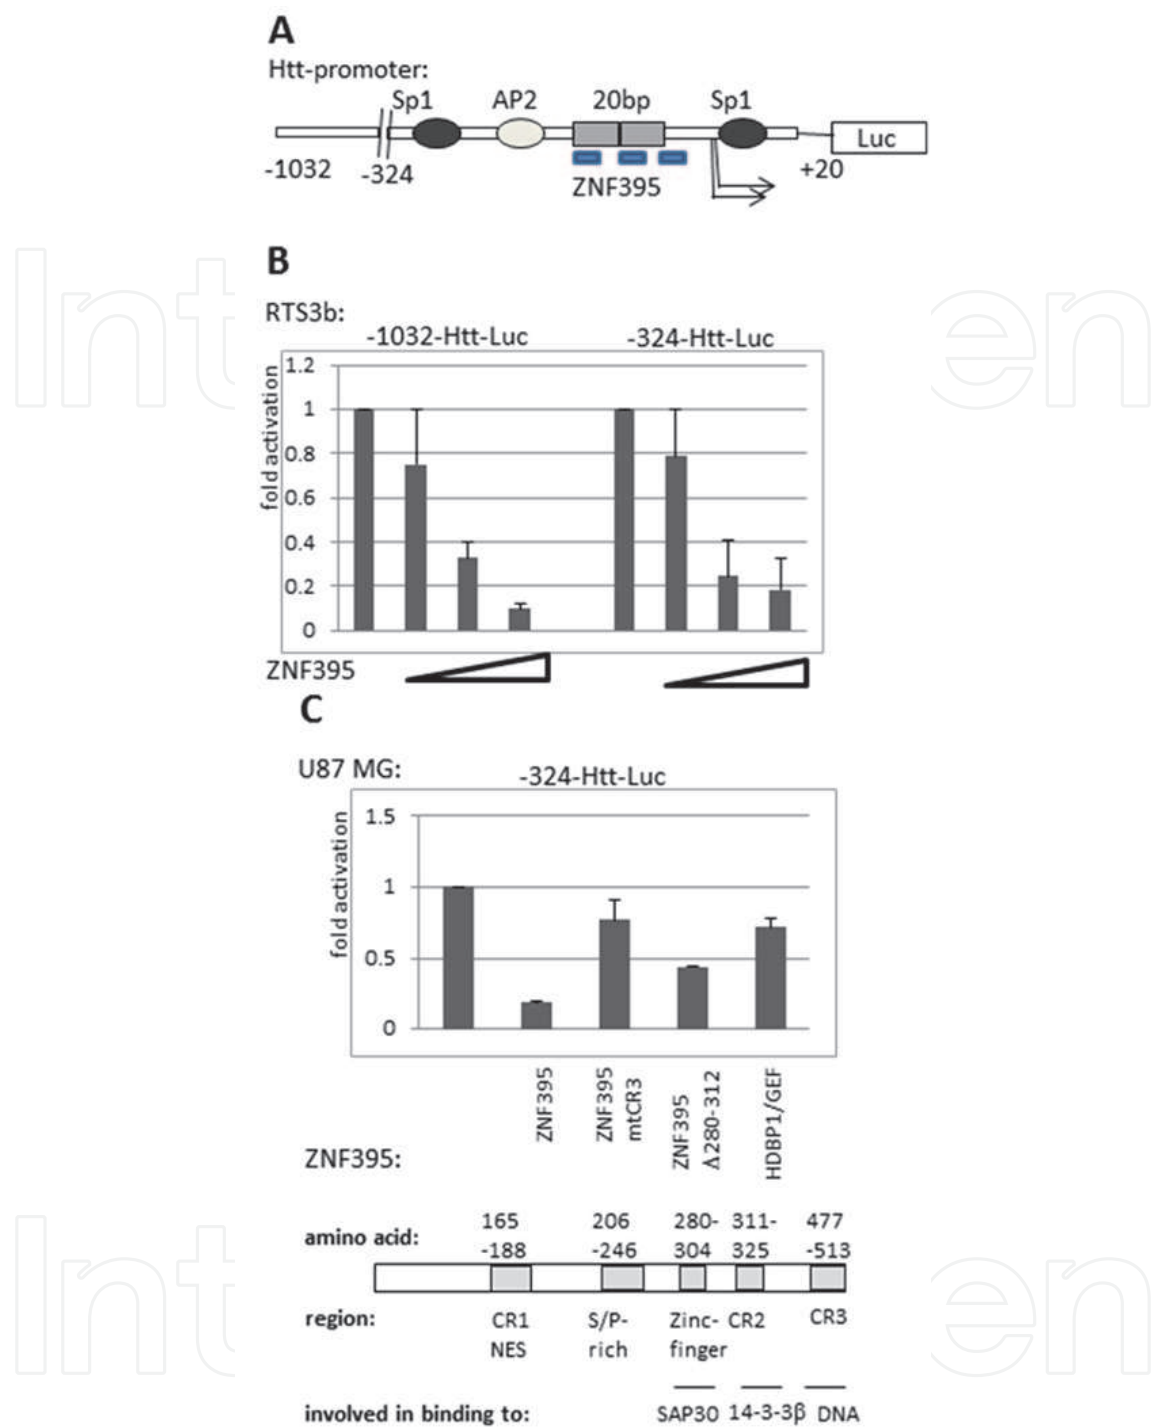 A
Htt-promoter:
Sp1 AP2 20bp Sp1
Luc
-1032 -324 ZNF395 +20
B
RTS3b:
-1032-Htt-Luc -324-Htt-Luc
fold activation
1.2
1
0.8
0.6
0.4
0.2
0
ZNF395
C
U87 MG:
-324-Htt-Luc
fold activation
1.5
1
0.5
0
ZNF395
ZNF395
mtCR3
ZNF395
Δ280-312
HDBP1/GEF
ZNF395:
amino acid:
165 206 280- 311- 477
-188 -246 304 325 -513
region:
CR1 S/P- Zinc- CR2 CR3
NES rich finger
involved in binding to: SAP30 14-3-3β DNA
Int en
Int en